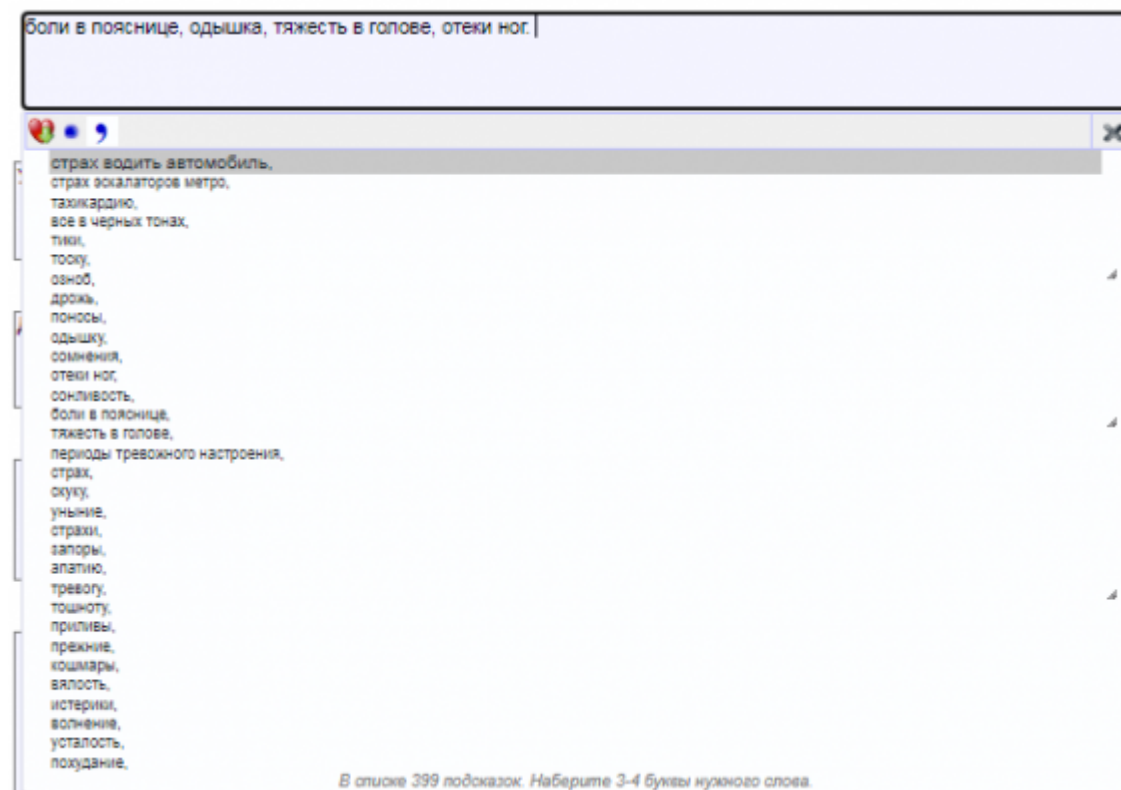 боли в пояснице, одышка, тяжесть в голове, отеки ног.
страх водить автомобиль,
страх эскалаторов метро,
тахикардию,
все в черных тонах,
тики,
тоску,
озноб,
дрожь,
поносы,
одышку,
сомнения,
отеки ног,
сонливость,
боли в пояснице,
тяжесть в голове,
периоды тревожного настроения,
страх,
скуку,
уныние,
страхи,
запоры,
апатию,
тревогу,
тошноту,
приливы,
прежние,
кошмары,
вялость,
истерики,
волнение,
усталость,
похудание,
В списке 399 подсказок. Наберите 3-4 буквы нужного слова.